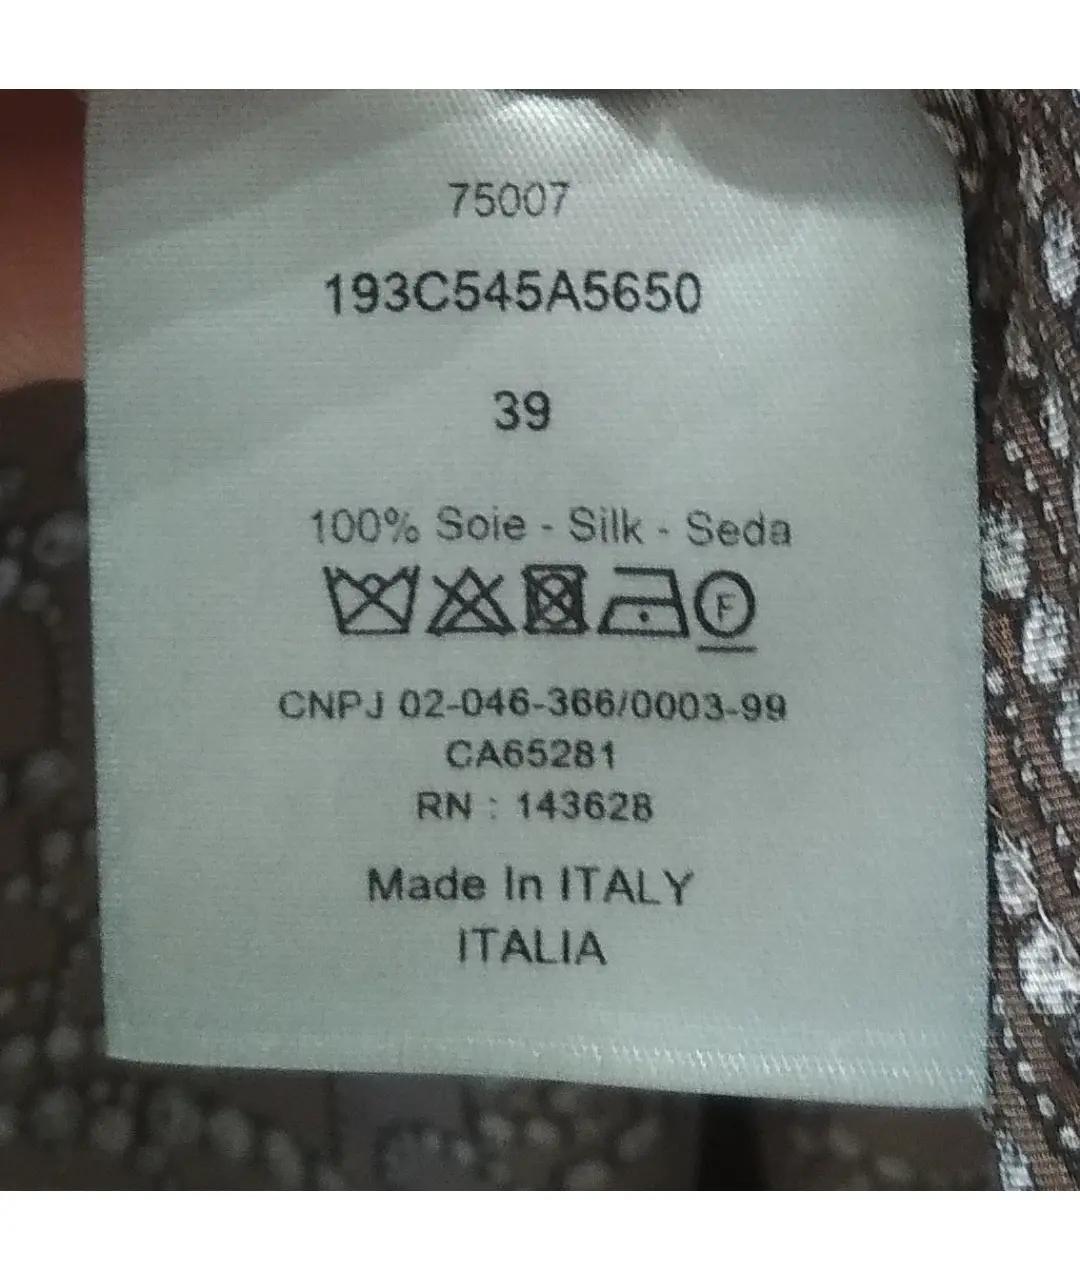 75007
193C545A5650
39
100% Soie - Silk - Seda
F
CNPJ 02-046-366/0003-99
CA65281
RN : 143628
Made In ITALY
ITALIA